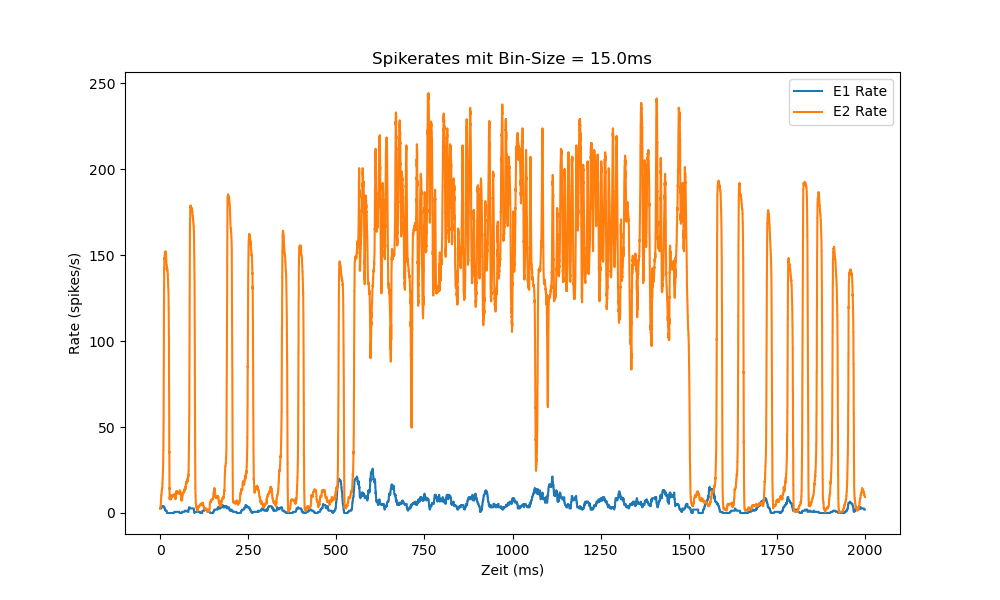 Spikerates mit Bin-Size = 15.0ms
E1 Rate
E2 Rate
250
200
150
100
50
0
Rate (spikes/s)
0 250 500 750 1000 1250 1500 1750 2000
Zeit (ms)